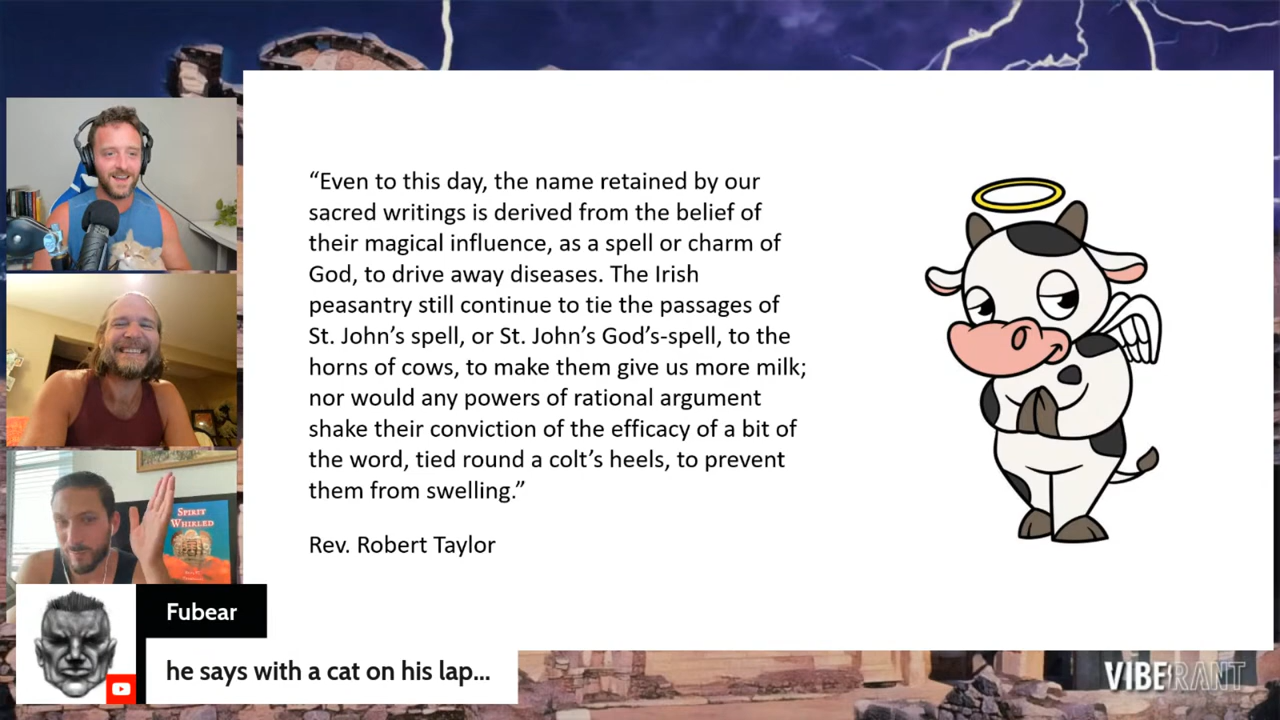 “Even to this day, the name retained by our
sacred writings is derived from the belief of
their magical influence, as a spell or charm of
God, to drive away diseases. The Irish
peasantry still continue to tie the passages of
St. John’s spell, or St. John’s God’s-spell, to the
horns of cows, to make them give us more milk;
nor would any powers of rational argument
shake their conviction of the efficacy of a bit of
the word, tied round a colt’s heels, to prevent
them from swelling.”
Rev. Robert Taylor
SPIRIT
WHIRLED
Fubear
he says with a cat on his lap...
VIBERANT